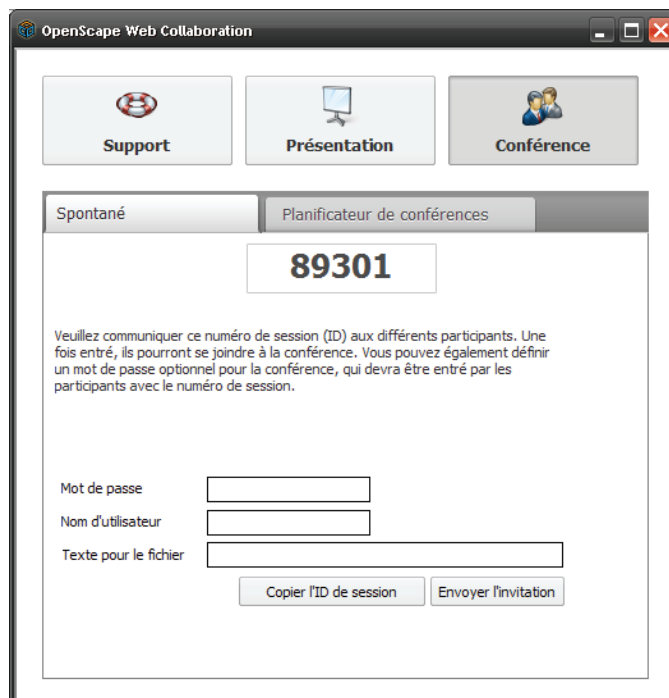 OpenScape Web Collaboration
Support
Présentation
Conférence
Spontané
Planificateur de conférences
89301
Veuillez communiquer ce numéro de session (ID) aux différents participants. Une
fois entré, ils pourront se joindre à la conférence. Vous pouvez également définir
un mot de passe optionnel pour la conférence, qui devra être entré par les
participants avec le numéro de session.
Mot de passe
Nom d'utilisateur
Texte pour le fichier
Copier l'ID de session
Envoyer l'invitation